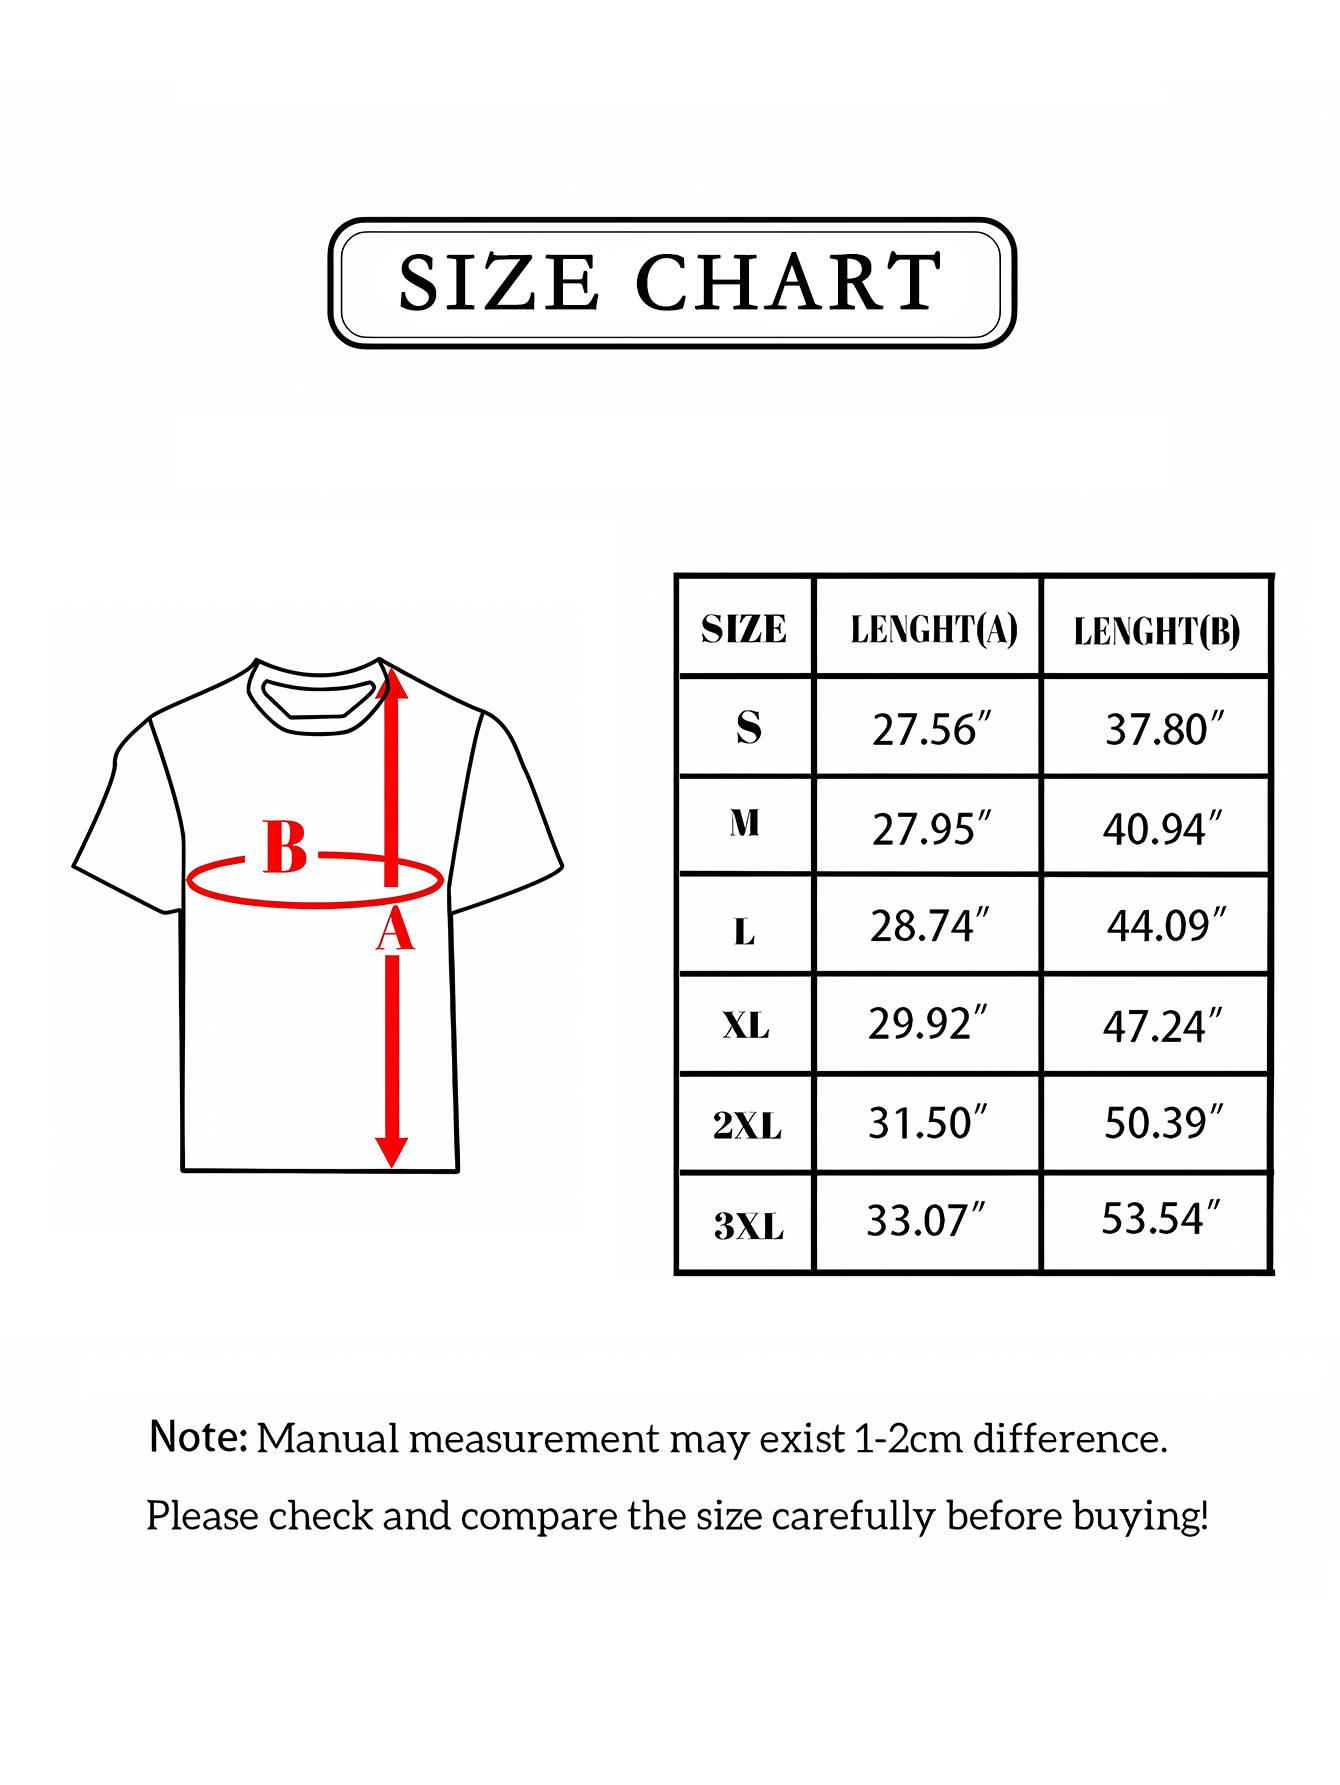 SIZE CHART
SIZE LENGHT(A) LENGHT(B)
S 27.56" 37.80"
M 27.95" 40.94"
L 28.74" 44.09"
XL 29.92" 47.24"
2XL 31.50" 50.39"
3XL 33.07" 53.54"
B
A
Note: Manual measurement may exist 1-2cm difference.
Please check and compare the size carefully before buying!